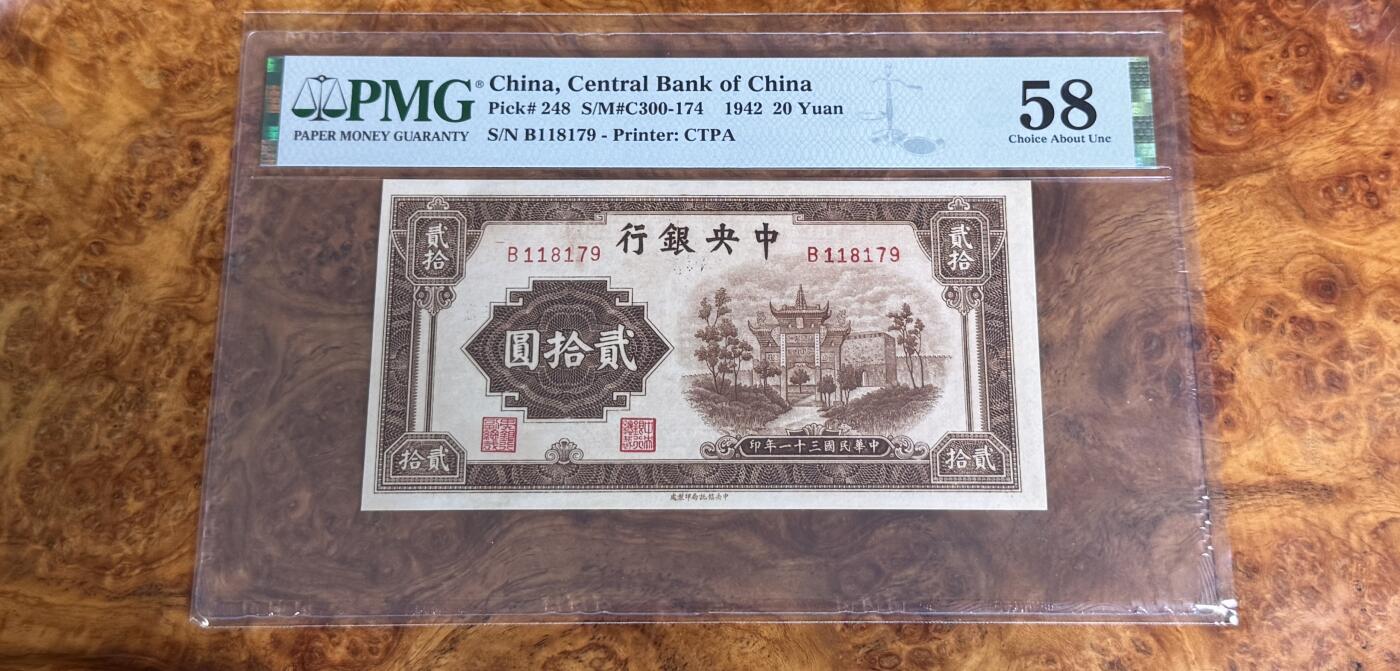 PMG®
PAPER MONEY GUARANTY
China, Central Bank of China
Pick# 248 S/M#C300-174 1942 20 Yuan
S/N B118179 - Printer: CTPA
58
Choice About Unc
貳拾
行銀央中
貳拾
B118179
B118179
圓拾貳
印年一十三國民華中
拾貳
拾貳